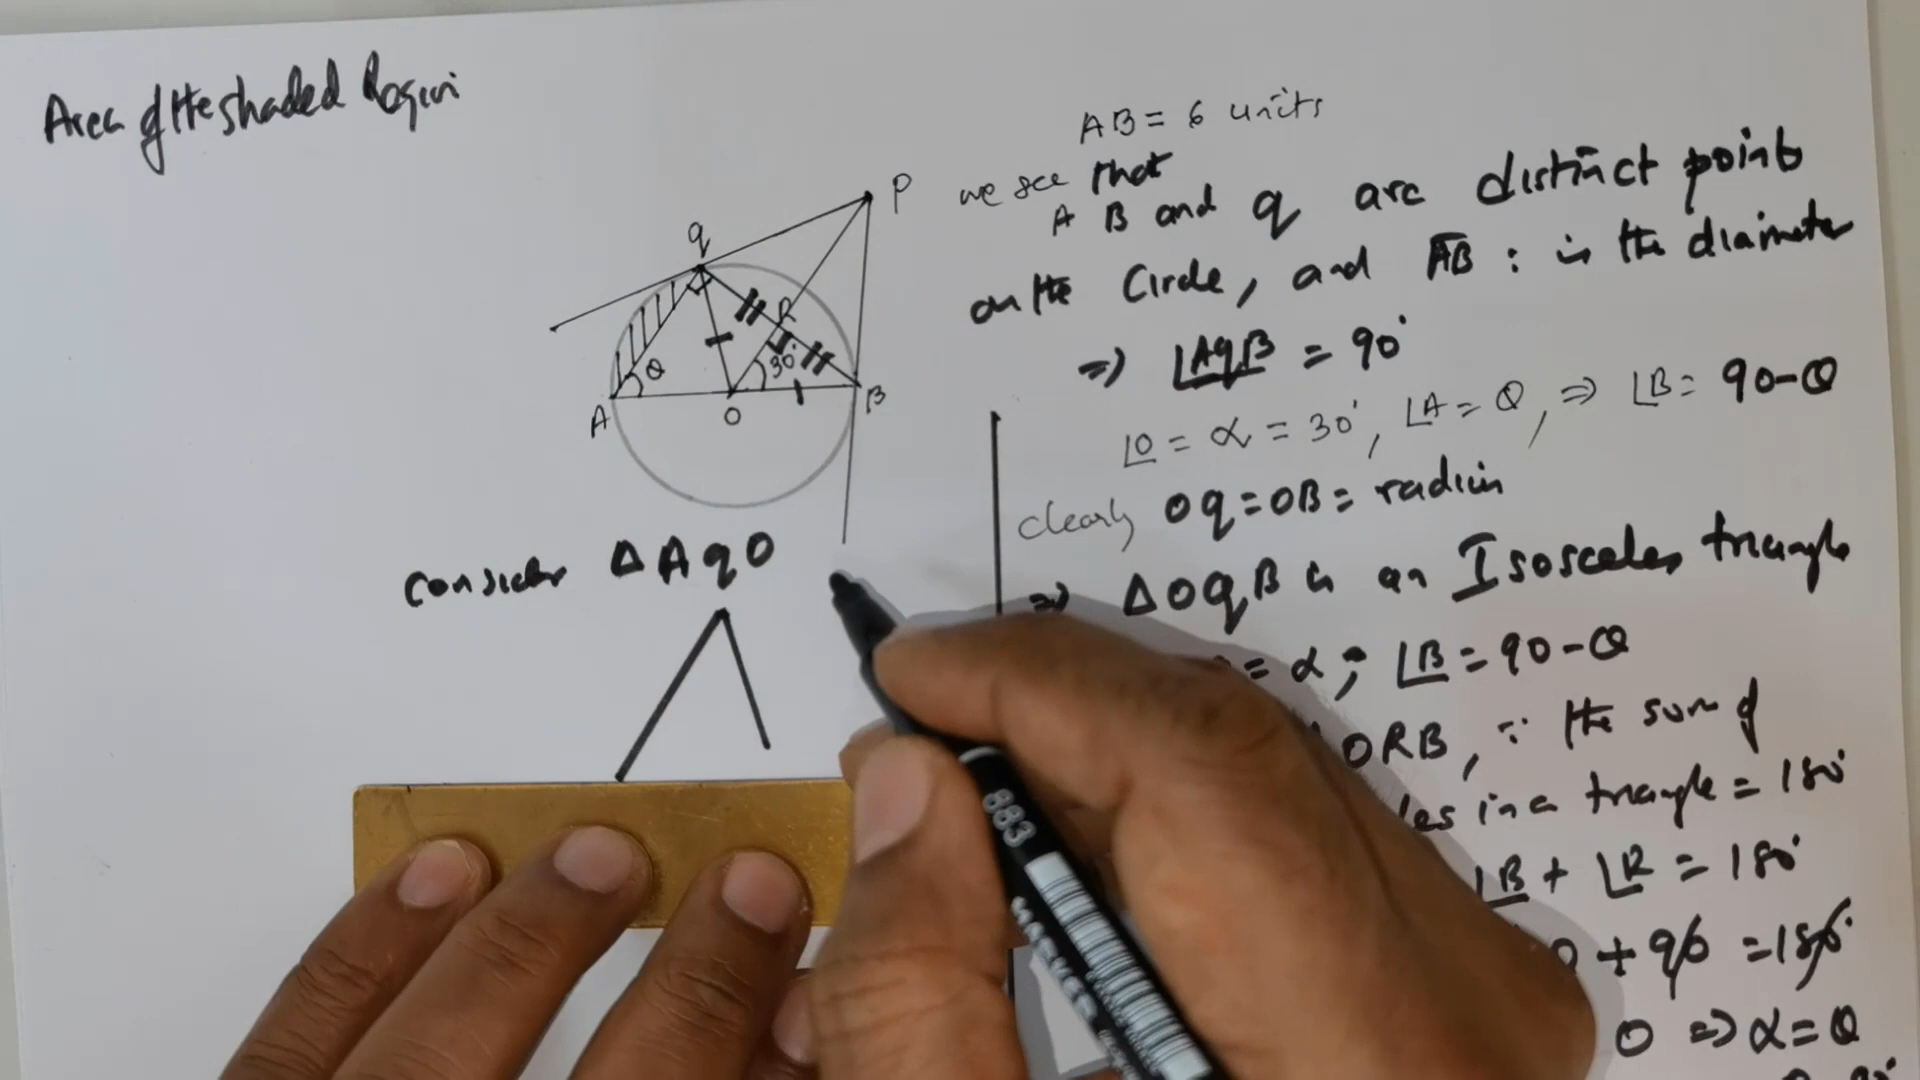 Area of the shaded Region
AB = 6 units
we see that
A B and q are distinct points
on the Circle, and AB : is the diameter
=> ∠AqB = 90°
∠O = α = 30°, ∠A = θ, => ∠B = 90-θ
clearly Oq = OB = radius
=> ΔOqB is an Isosceles triangle
= α ; ∠B = 90-θ
ORB, ∵ the sum of
les in a triangle = 180°
∠B + ∠R = 180°
+ 90 = 180°
=> α = θ
P
q
R
θ
30°
A
O
B
consider ΔAqO
883